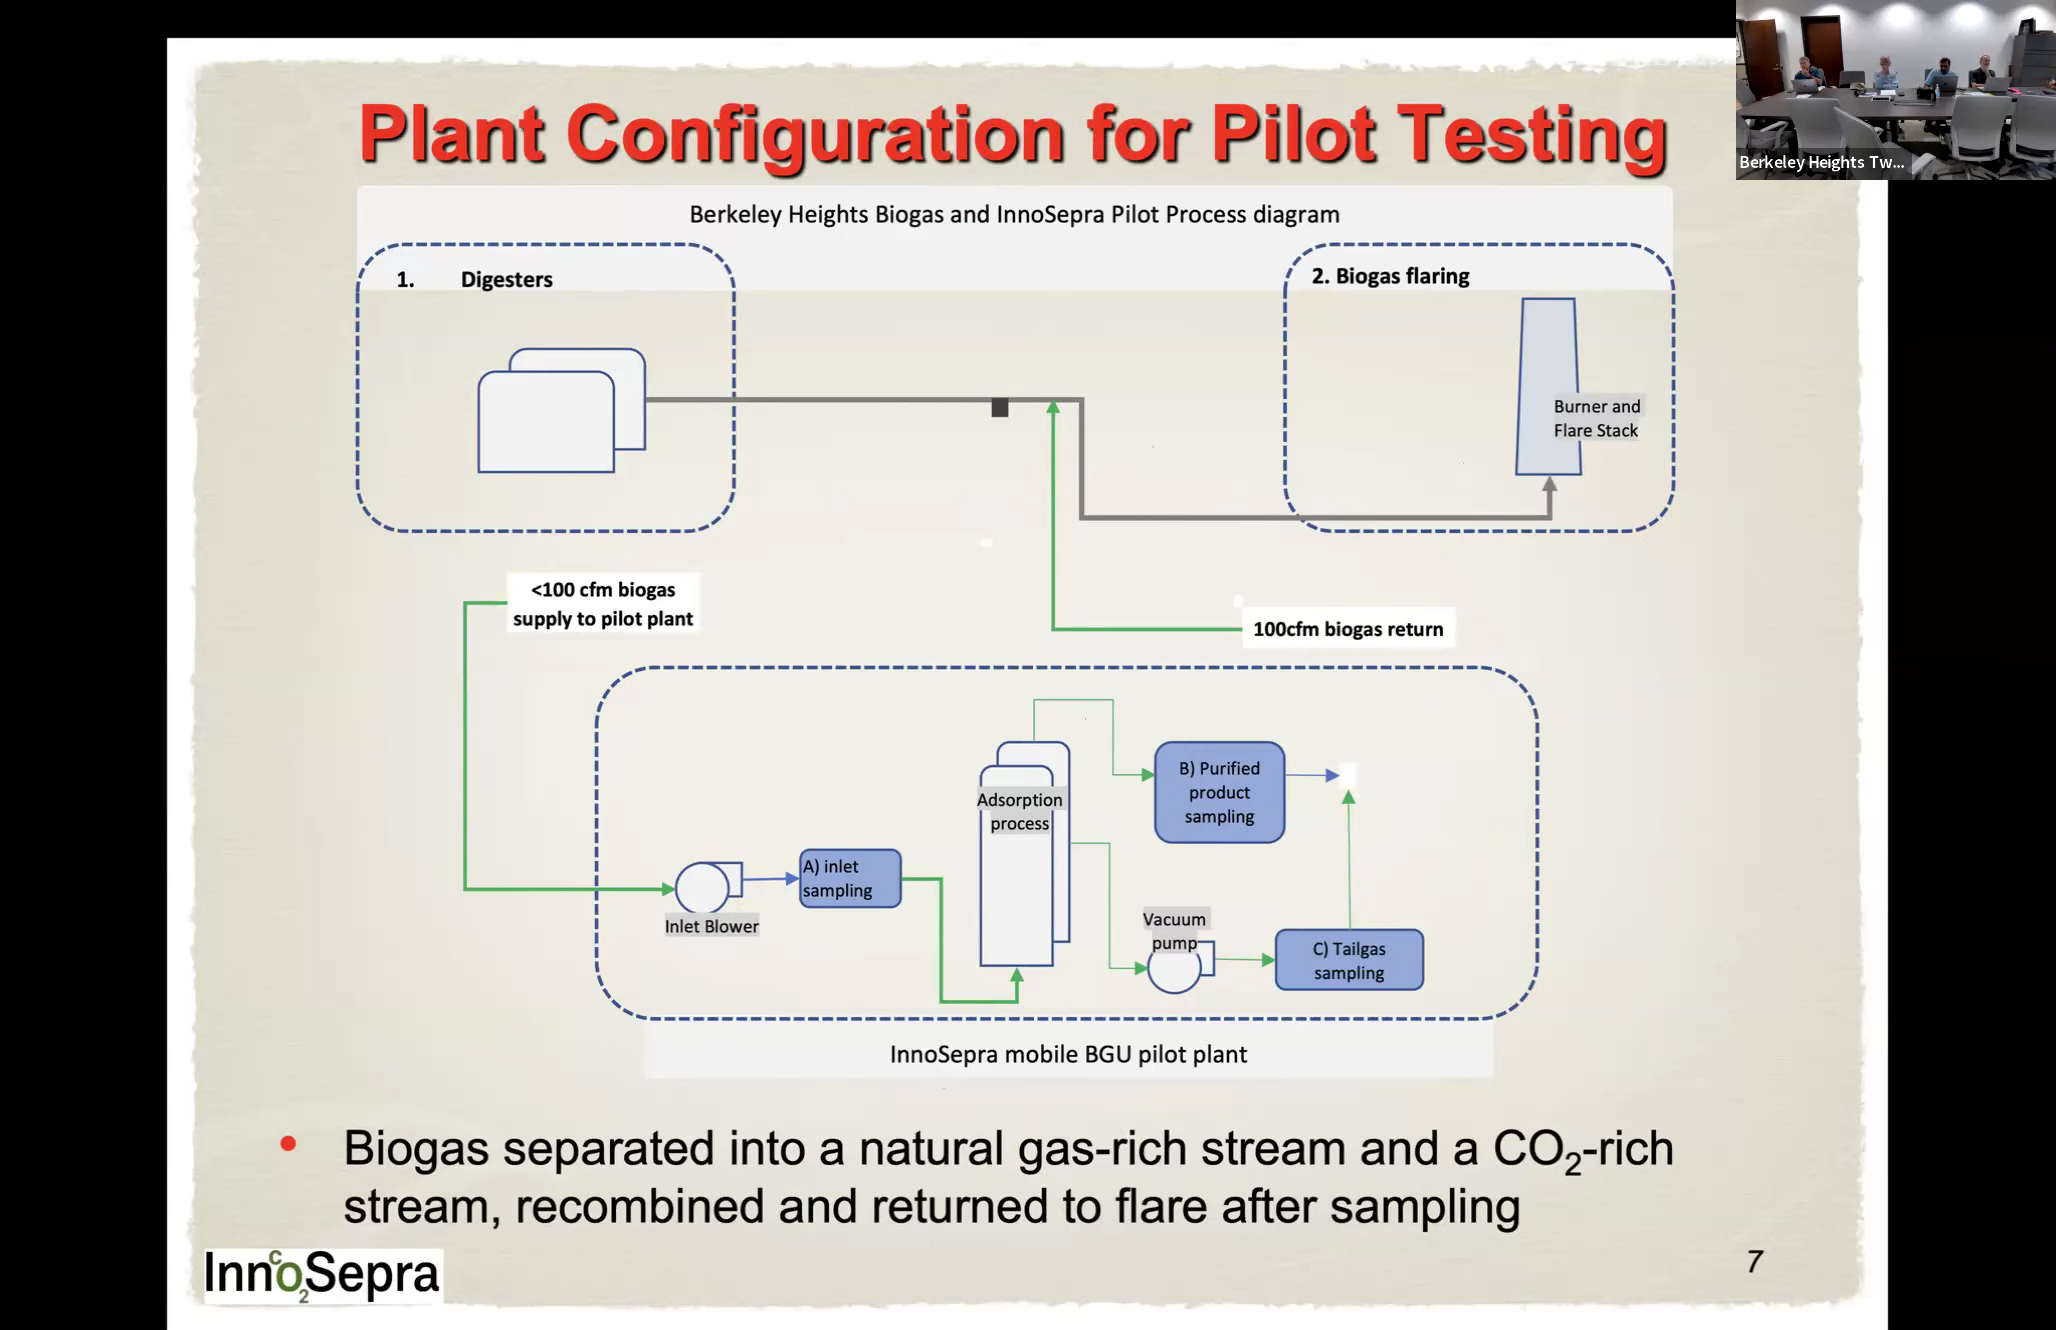 Plant Configuration for Pilot Testing
Berkeley Heights Tw...
Berkeley Heights Biogas and InnoSepra Pilot Process diagram
1. Digesters
2. Biogas flaring
Burner and
Flare Stack
<100 cfm biogas
supply to pilot plant
100cfm biogas return
Adsorption
process
B) Purified
product
sampling
A) inlet
sampling
Inlet Blower
Vacuum
pump
C) Tailgas
sampling
InnoSepra mobile BGU pilot plant
• Biogas separated into a natural gas-rich stream and a CO₂-rich
stream, recombined and returned to flare after sampling
InnoSepra
CO₂
7